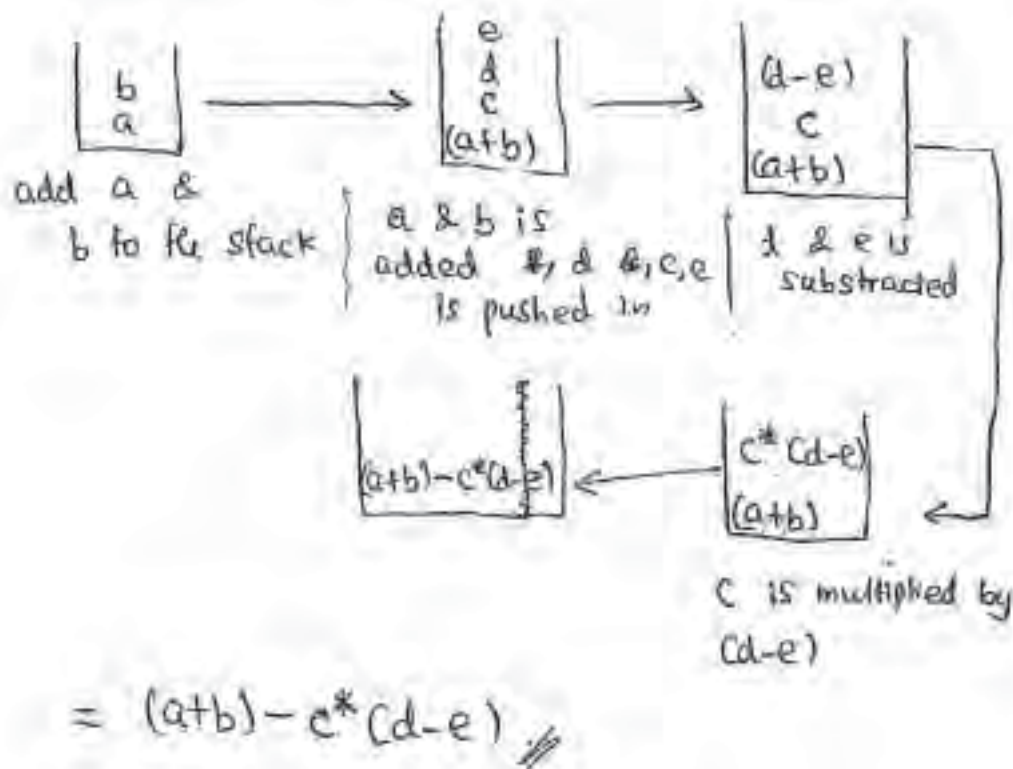 b
a
add a &
b to the stack
e
d
c
(a+b)
a & b is
added d , c, e
is pushed in
(d-e)
c
(a+b)
d & e is
substracted
c* (d-e)
(a+b)
c is multiplied by
(d-e)
(a+b)-c*(d-e)
= (a+b) - c* (d-e)